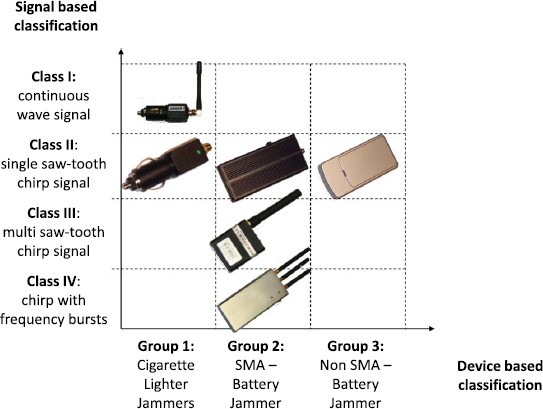 Signal based
classification
Class I:
continuous
wave signal
Class II:
single saw-tooth
chirp signal
Class III:
multi saw-tooth
chirp signal
Class IV:
chirp with
frequency bursts
Group 1:
Cigarette
Lighter
Jammers
Group 2:
SMA –
Battery
Jammer
Group 3:
Non SMA –
Battery
Jammer
Device based
classification